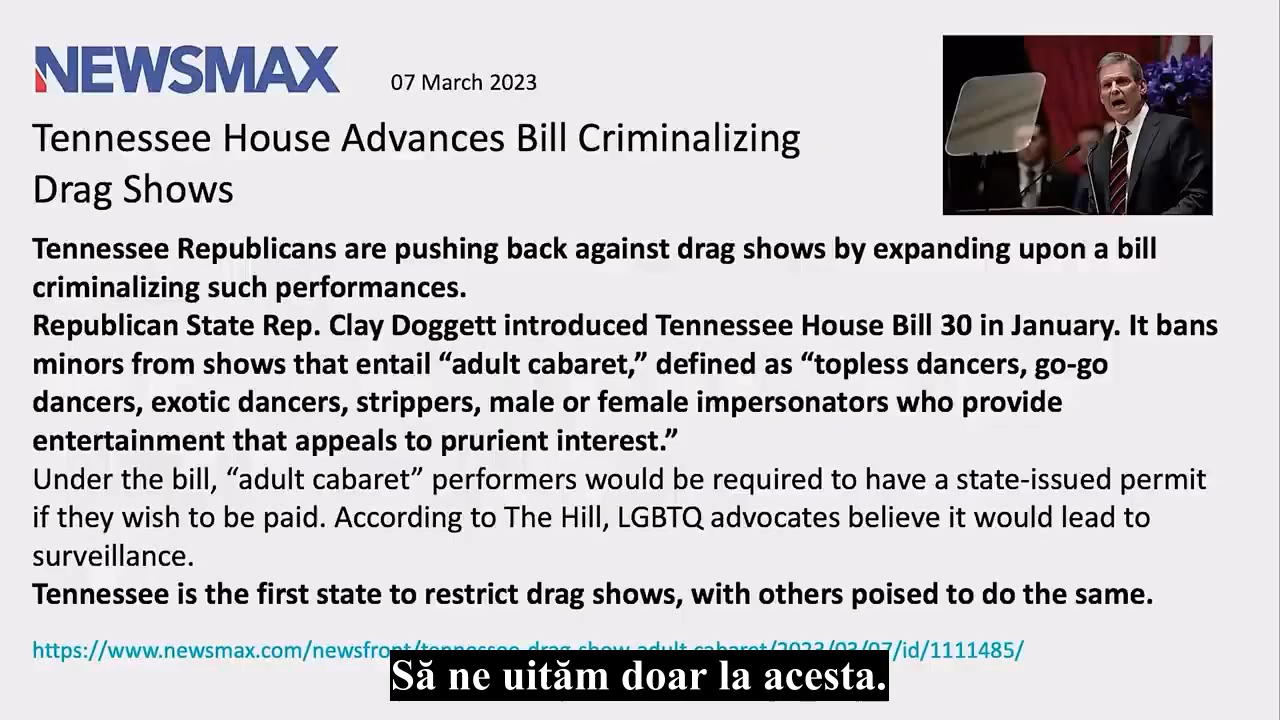 NEWSMAX
07 March 2023
Tennessee House Advances Bill Criminalizing
Drag Shows
Tennessee Republicans are pushing back against drag shows by expanding upon a bill
criminalizing such performances.
Republican State Rep. Clay Doggett introduced Tennessee House Bill 30 in January. It bans
minors from shows that entail “adult cabaret,” defined as “topless dancers, go-go
dancers, exotic dancers, strippers, male or female impersonators who provide
entertainment that appeals to prurient interest.”
Under the bill, “adult cabaret” performers would be required to have a state-issued permit
if they wish to be paid. According to The Hill, LGBTQ advocates believe it would lead to
surveillance.
Tennessee is the first state to restrict drag shows, with others poised to do the same.
https://www.newsmax.com/newsfront/tennessee-drag-show-adult-cabaret/2023/03/07/id/1111485/
Să ne uităm doar la acesta.